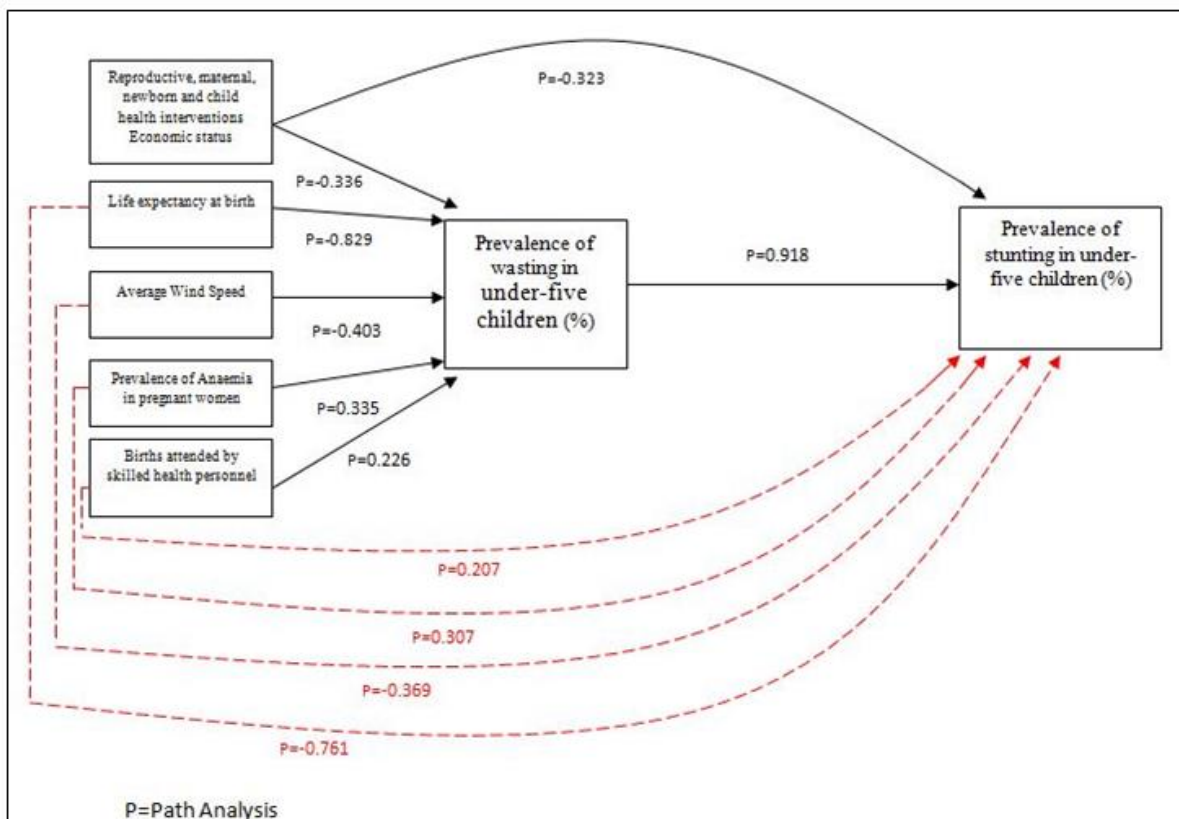 Reproductive, maternal,
newborn and child
health interventions
Economic status
P=-0.323
P=-0.336
Life expectancy at birth
P=-0.829
Prevalence of
wasting in
under-five
children (%)
P=0.918
Prevalence of
stunting in under-
five children (%)
Average Wind Speed
P=-0.403
Prevalence of Anaemia
in pregnant women
P=0.335
Births attended by
skilled health personnel
P=0.226
P=0.207
P=0.307
P=-0.369
P=-0.761
P=Path Analysis